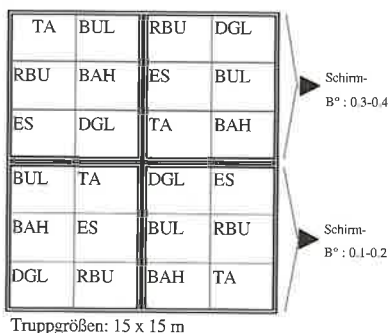 TA BUL RBU DGL
RBU BAH ES BUL
Schirm-
B° : 0.3-0.4
ES DGL TA BAH
BUL TA DGL ES
BAH ES BUL RBU
Schirm-
B° : 0.1-0.2
DGL RBU BAH TA
Truppgrößen: 15 x 15 m